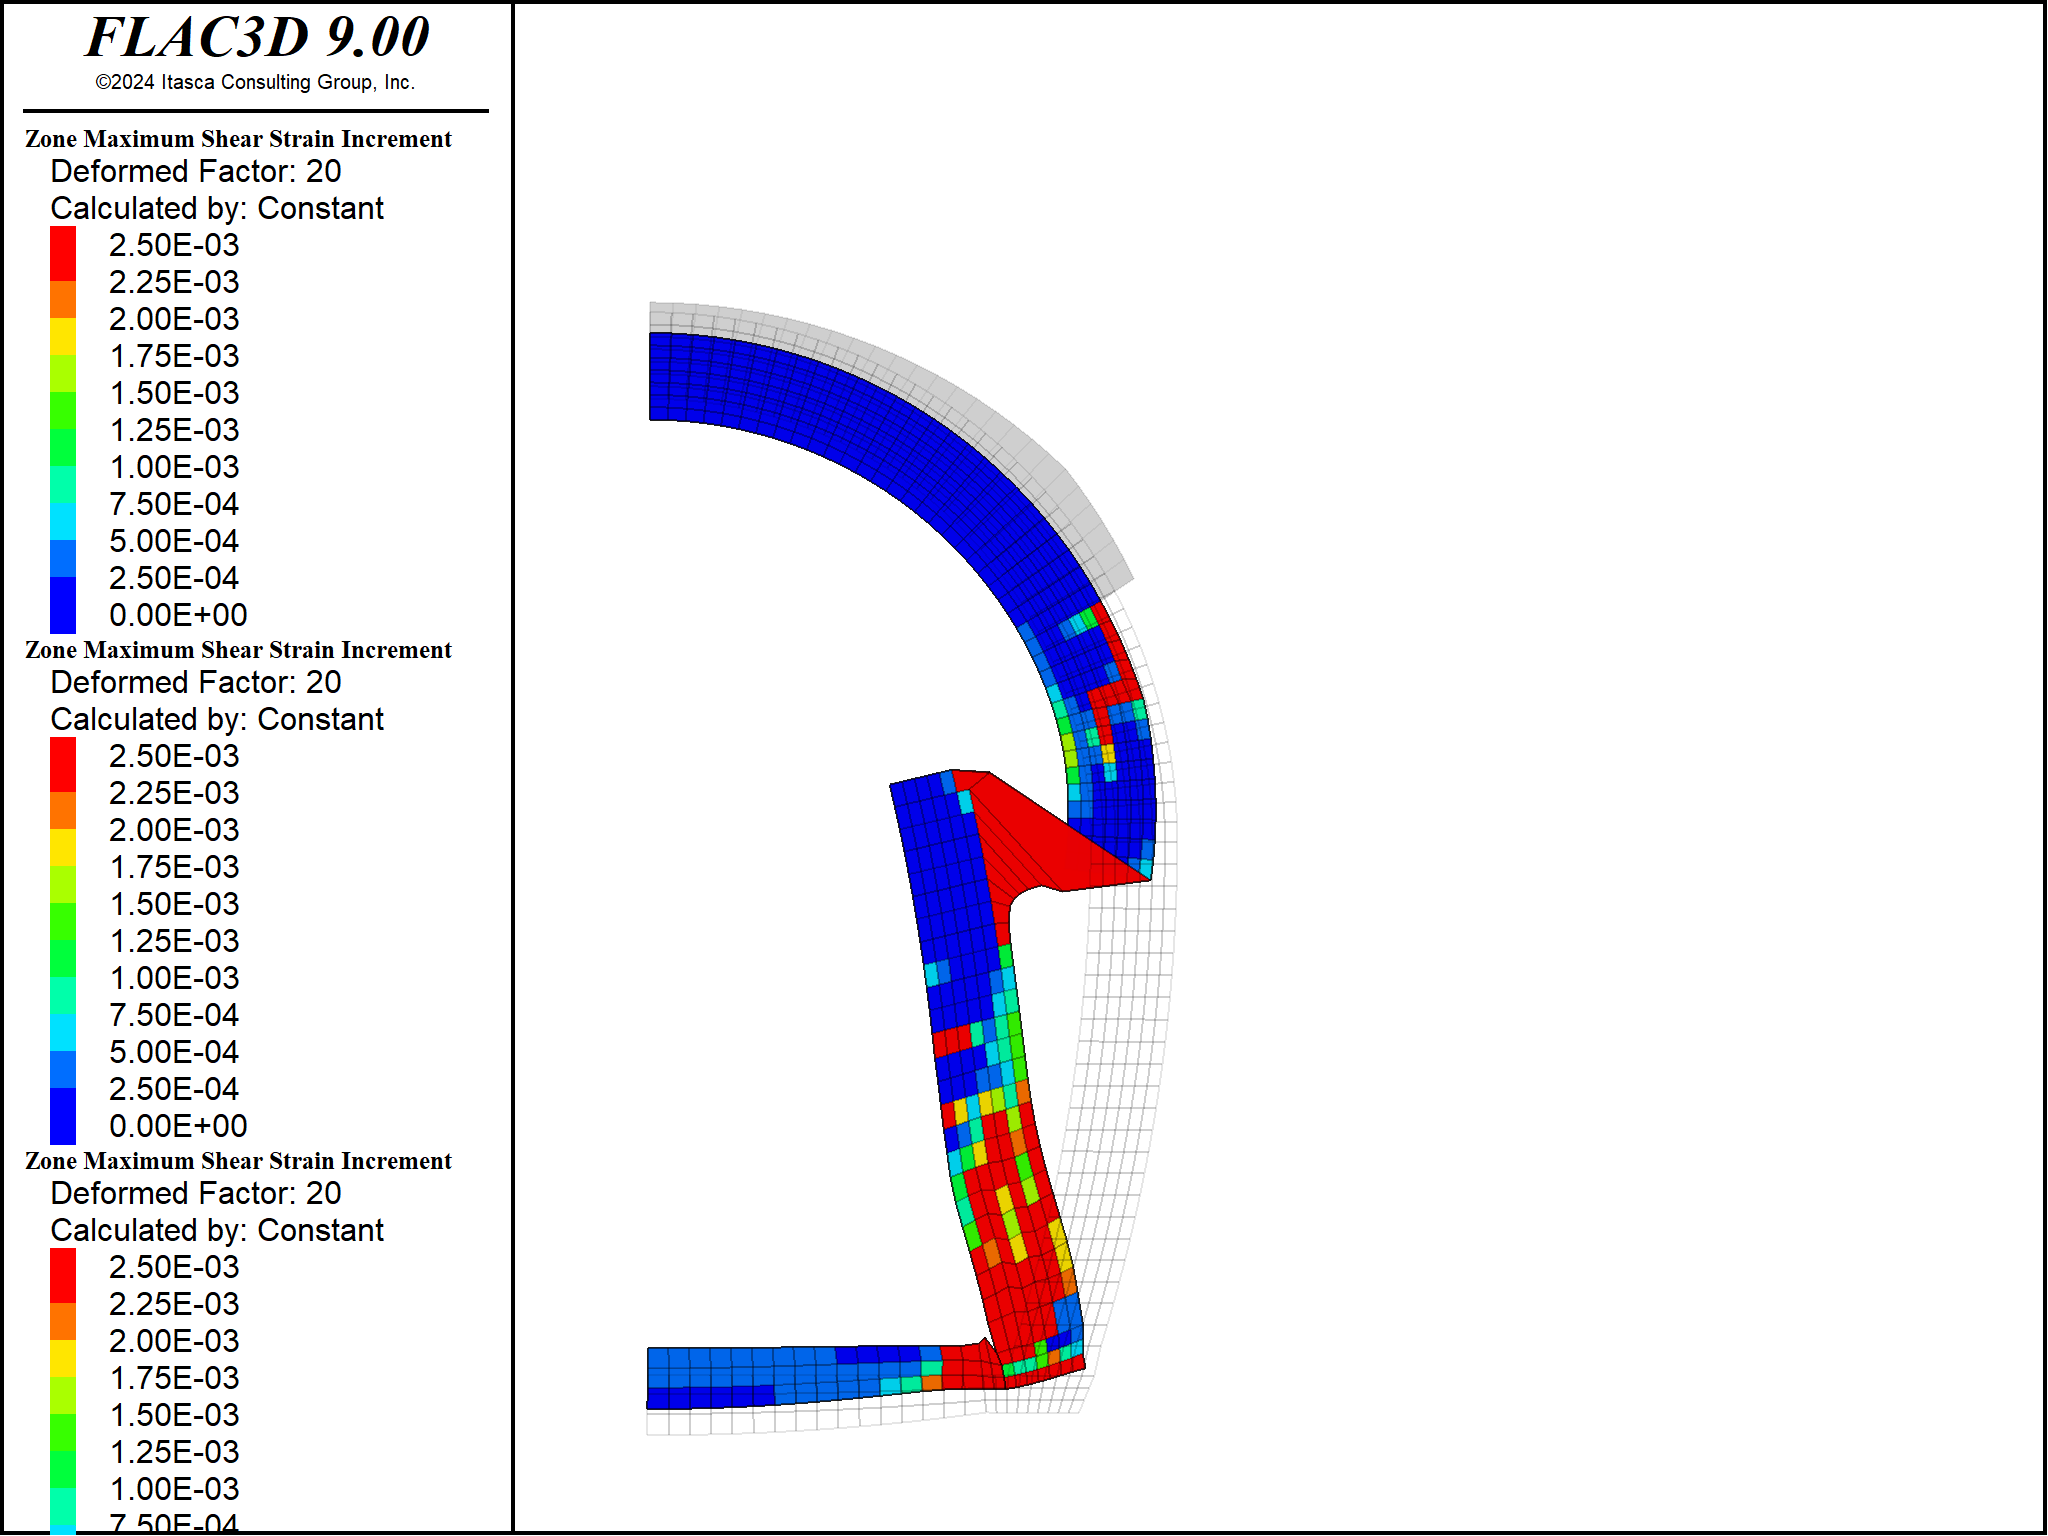 FLAC3D 9.00
©2024 Itasca Consulting Group, Inc.
Zone Maximum Shear Strain Increment
Deformed Factor: 20
Calculated by: Constant
2.50E-03
2.25E-03
2.00E-03
1.75E-03
1.50E-03
1.25E-03
1.00E-03
7.50E-04
5.00E-04
2.50E-04
0.00E+00
Zone Maximum Shear Strain Increment
Deformed Factor: 20
Calculated by: Constant
2.50E-03
2.25E-03
2.00E-03
1.75E-03
1.50E-03
1.25E-03
1.00E-03
7.50E-04
5.00E-04
2.50E-04
0.00E+00
Zone Maximum Shear Strain Increment
Deformed Factor: 20
Calculated by: Constant
2.50E-03
2.25E-03
2.00E-03
1.75E-03
1.50E-03
1.25E-03
1.00E-03
7.50E-04